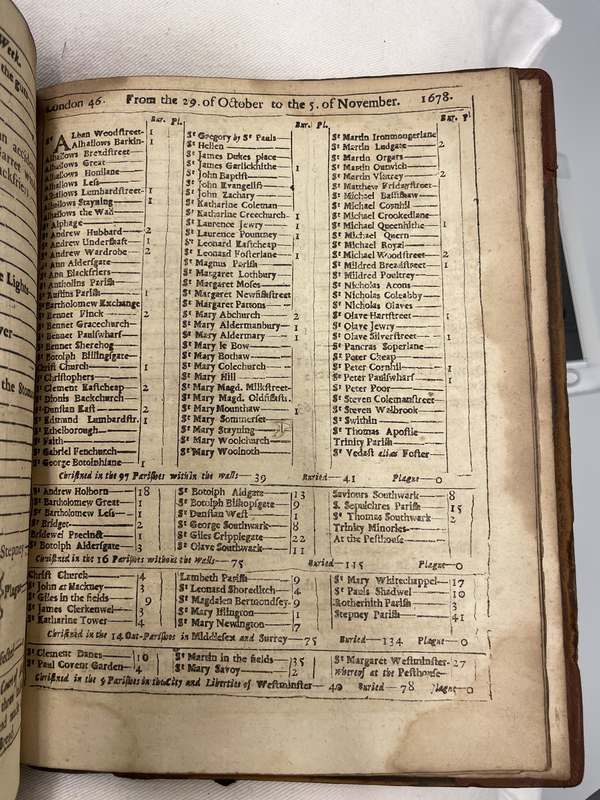 Week.
the gun
n accid
e Lights
ver
the Ston
Stepney
London 46. From the 29. of October to the 5. of November. 1678.
Bur. Pl.
St Alban Woodſtreet 1
Alhallows Barkin 1
Alhallows Breadſtreet
Alhallows Great
Alhallows Honilane
Alhallows Leſs
Alhallows Lumbardſtreet 1
Alhallows Stayning 1
Alhallows the Wall
St Alphage
St Andrew Hubbard 2
St Andrew Underſhaft 1
St Andrew Wardrobe 2
St Ann Alderſgate
St Ann Blackfriers
St Antholins Pariſh
St Auſtins Pariſh 1
St Bartholomew Exchange
St Bennet Finck 2
St Bennet Gracechurch
St Bennet Paulſwharf
St Bennet Sherehog
St Botolph Billingſgate
Chriſt Church 1
St Chriſtophers
St Clement Eaſtcheap 2
St Dionis Backchurch
St Dunſtan Eaſt 2
St Edmund Lumbardſtr. 1
St Ethelborough
St Faith
St Gabriel Fenchurch
St George Botolphlane 1
Bur. Pl.
St Gregory by St Pauls
St Hellen
St James Dukes place
St James Garlickhithe 1
St John Baptiſt
St John Evangeliſt
St John Zachary
St Katharine Coleman
St Katharine Creechurch 1
St Laurence Jewry 1
St Laurence Pountney 1
St Leonard Eaſtcheap
St Leonard Foſterlane 1
St Magnus Pariſh
St Margaret Lothbury
St Margaret Moſes
St Margaret Newfiſhſtreet
St Margaret Pattons
St Mary Abchurch 2
St Mary Aldermanbury 1
St Mary Aldermary 1
St Mary le Bow
St Mary Bothaw
St Mary Colechurch
St Mary Hill
St Mary Magd. Milkſtreet
St Mary Magd. Oldfiſhſt.
St Mary Mounthaw 1
St Mary Sommerſet
St Mary Stayning
St Mary Woolchurch
St Mary Woolnoth
Bur. Pl
St Martin Ironmongerlane
St Martin Ludgate 2
St Martin Orgars
St Martin Outwich
St Martin Vintrey 2
St Matthew Fridayſtreet
St Michael Baſſiſhaw
St Michael Cornhil
St Michael Crookedlane
St Michael Queenhithe 1
St Michael Quern
St Michael Royal
St Michael Woodſtreet 2
St Mildred Breadſtreet 1
St Mildred Poultrey
St Nicholas Acons
St Nicholas Coleabby
St Nicholas Olaves
St Olave Hartſtreet 1
St Olave Jewry
St Olave Silverſtreet 1
St Pancras Soperlane
St Peter Cheap
St Peter Cornhil 1
St Peter Paulſwharf 1
St Peter Poor
St Steven Colemanſtreet
St Steven Walbrook
St Swithin
St Thomas Apoſtle
Trinity Pariſh
St Vedaſt alias Foſter
Chriſtned in the 97 Pariſhes within the walls 39 Buried 41 Plague 0
St Andrew Holborn 18
St Bartholomew Great 1
St Bartholomew Leſs 1
St Bridget 2
Bridewel Precinct 1
St Botolph Alderſgate 3
St Botolph Aldgate 13
St Botolph Biſhopſgate 9
St Dunſtan Weſt 1
St George Southwark 8
St Giles Cripplegate 22
St Olave Southwark 11
Saviours Southwark 8
S. Sepulchres Pariſh 15
St Thomas Southwark 2
Trinity Minories
At the Peſthouſe
Chriſtned in the 16 Pariſhes without the walls 75 Buried 115 Plague 0
Chriſt Church 4
St John at Hackney 3
St Giles in the fields 9
St James Clerkenwel 3
St Katharine Tower 4
Lambeth Pariſh 9
St Leonard Shoreditch 4
St Magdalen Bermondſey 9
St Mary Iſlington 1
St Mary Newington 7
St Mary Whitechappel 17
St Pauls Shadwel 10
Rotherhith Pariſh 3
Stepney Pariſh 41
Chriſtned in the 14 Out-Pariſhes in Middleſex and Surrey 75 Buried 134 Plague 0
St Clement Danes 10
St Paul Covent Garden 4
St Martin in the fields 35
St Mary Savoy 2
St Margaret Weſtminſter 27
Whereof at the Peſthouſe
Chriſtned in the 5 Pariſhes in the City and Liberties of Weſtminſter 40 Buried 78 Plague 0